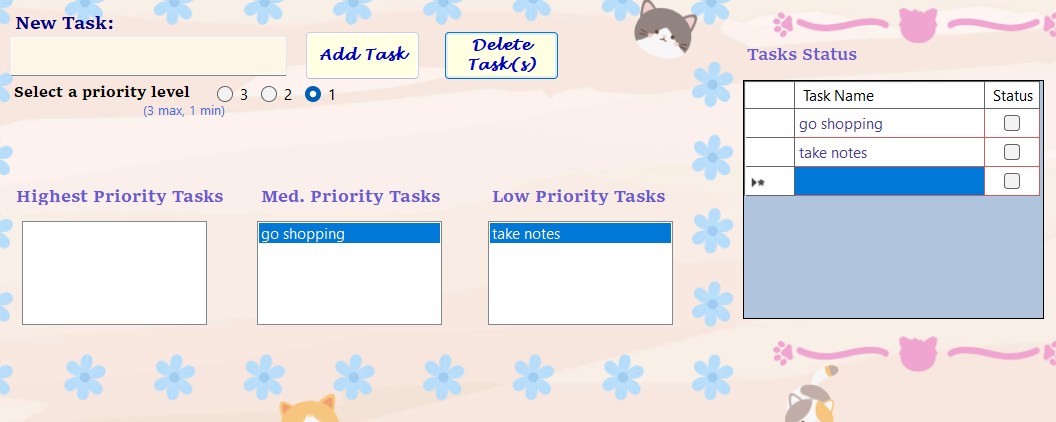 New Task:
Add Task
Delete
Task(s)
Select a priority level
3
2
1
(3 max, 1 min)
Tasks Status
Task Name
Status
go shopping
take notes
Highest Priority Tasks
Med. Priority Tasks
Low Priority Tasks
go shopping
take notes